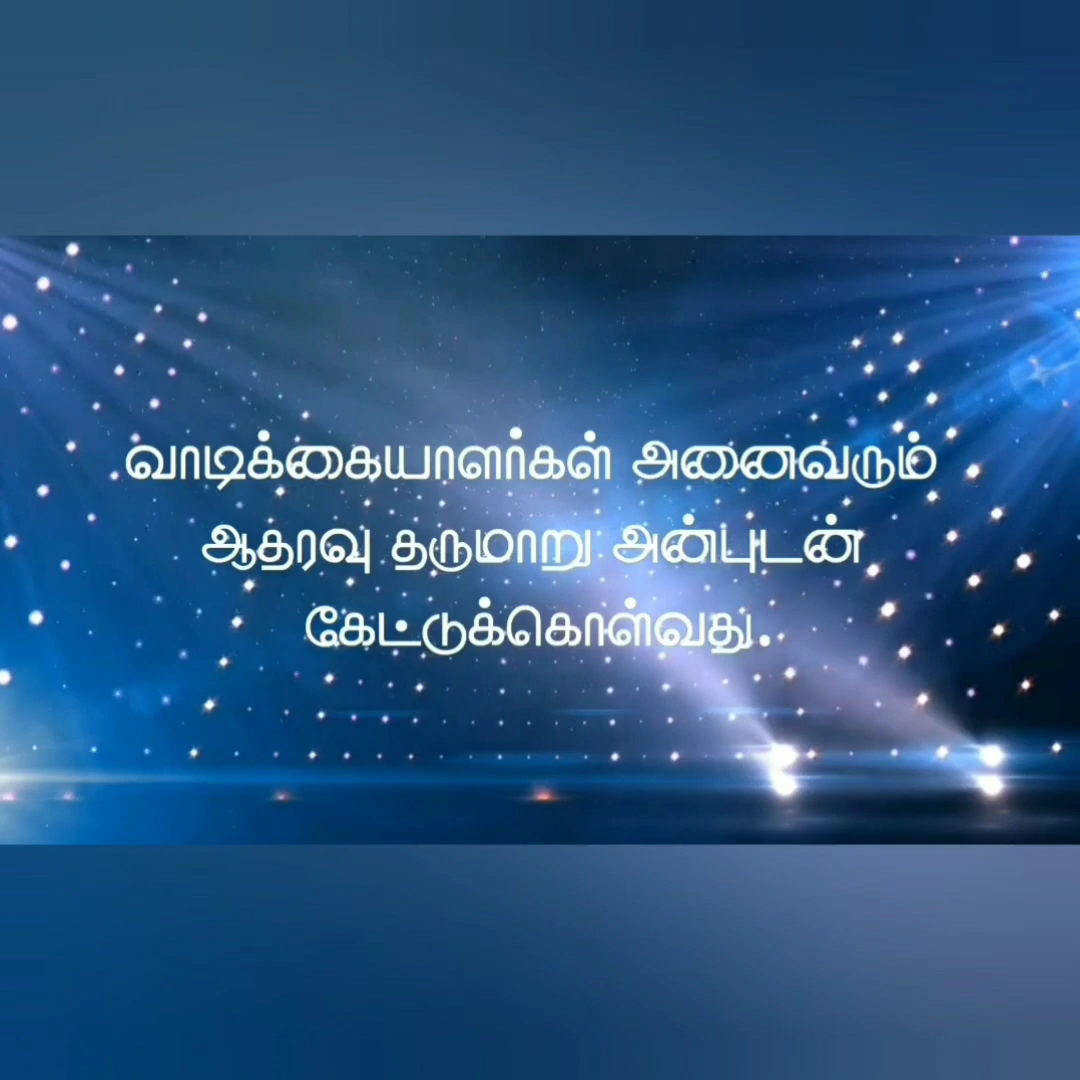 வாடிக்கையாளர்கள் அனைவரும்
ஆதரவு தருமாறு அன்புடன்
கேட்டுக்கொள்வது.